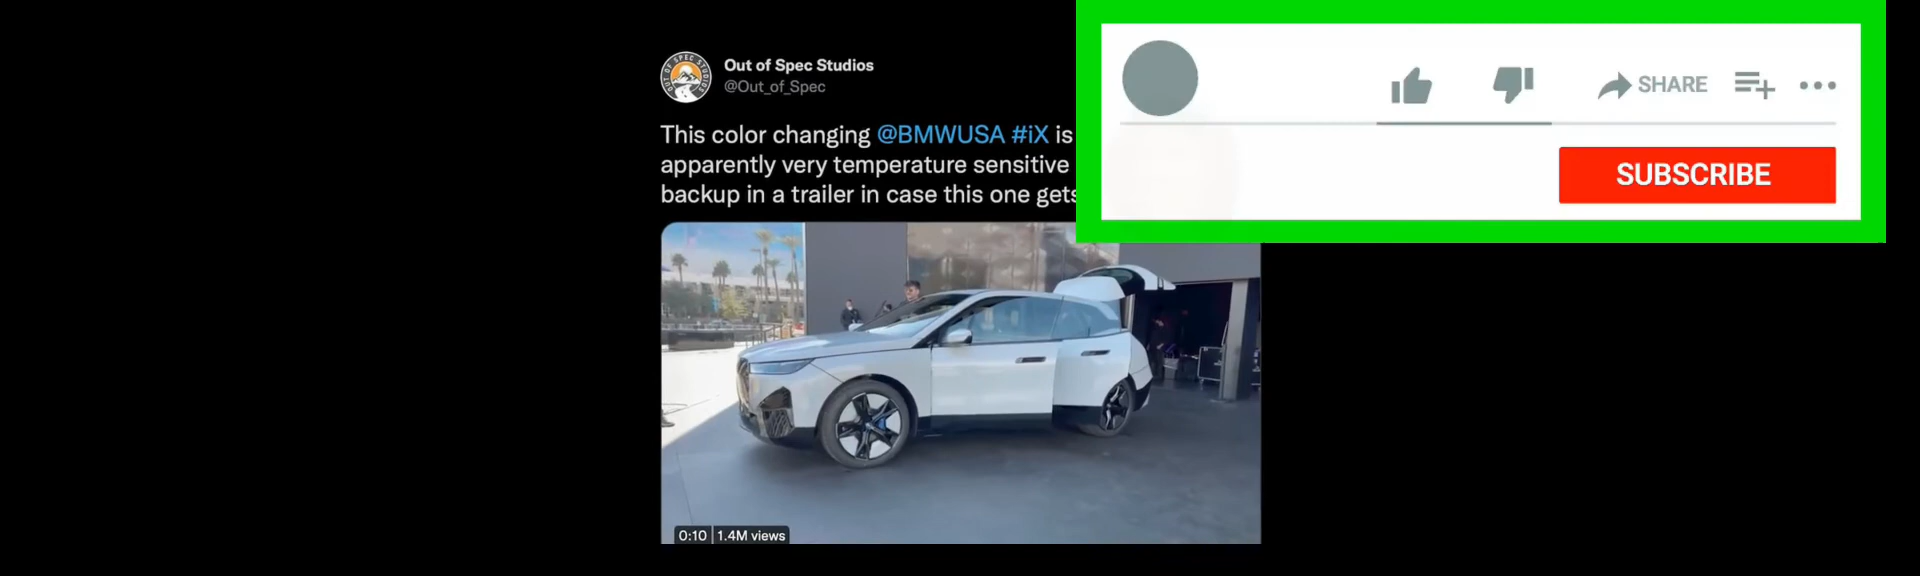 Out of Spec Studios
@Out_of_Spec
This color changing @BMWUSA #iX is
apparently very temperature sensitive
backup in a trailer in case this one gets
SHARE
SUBSCRIBE
0:10 1.4M views